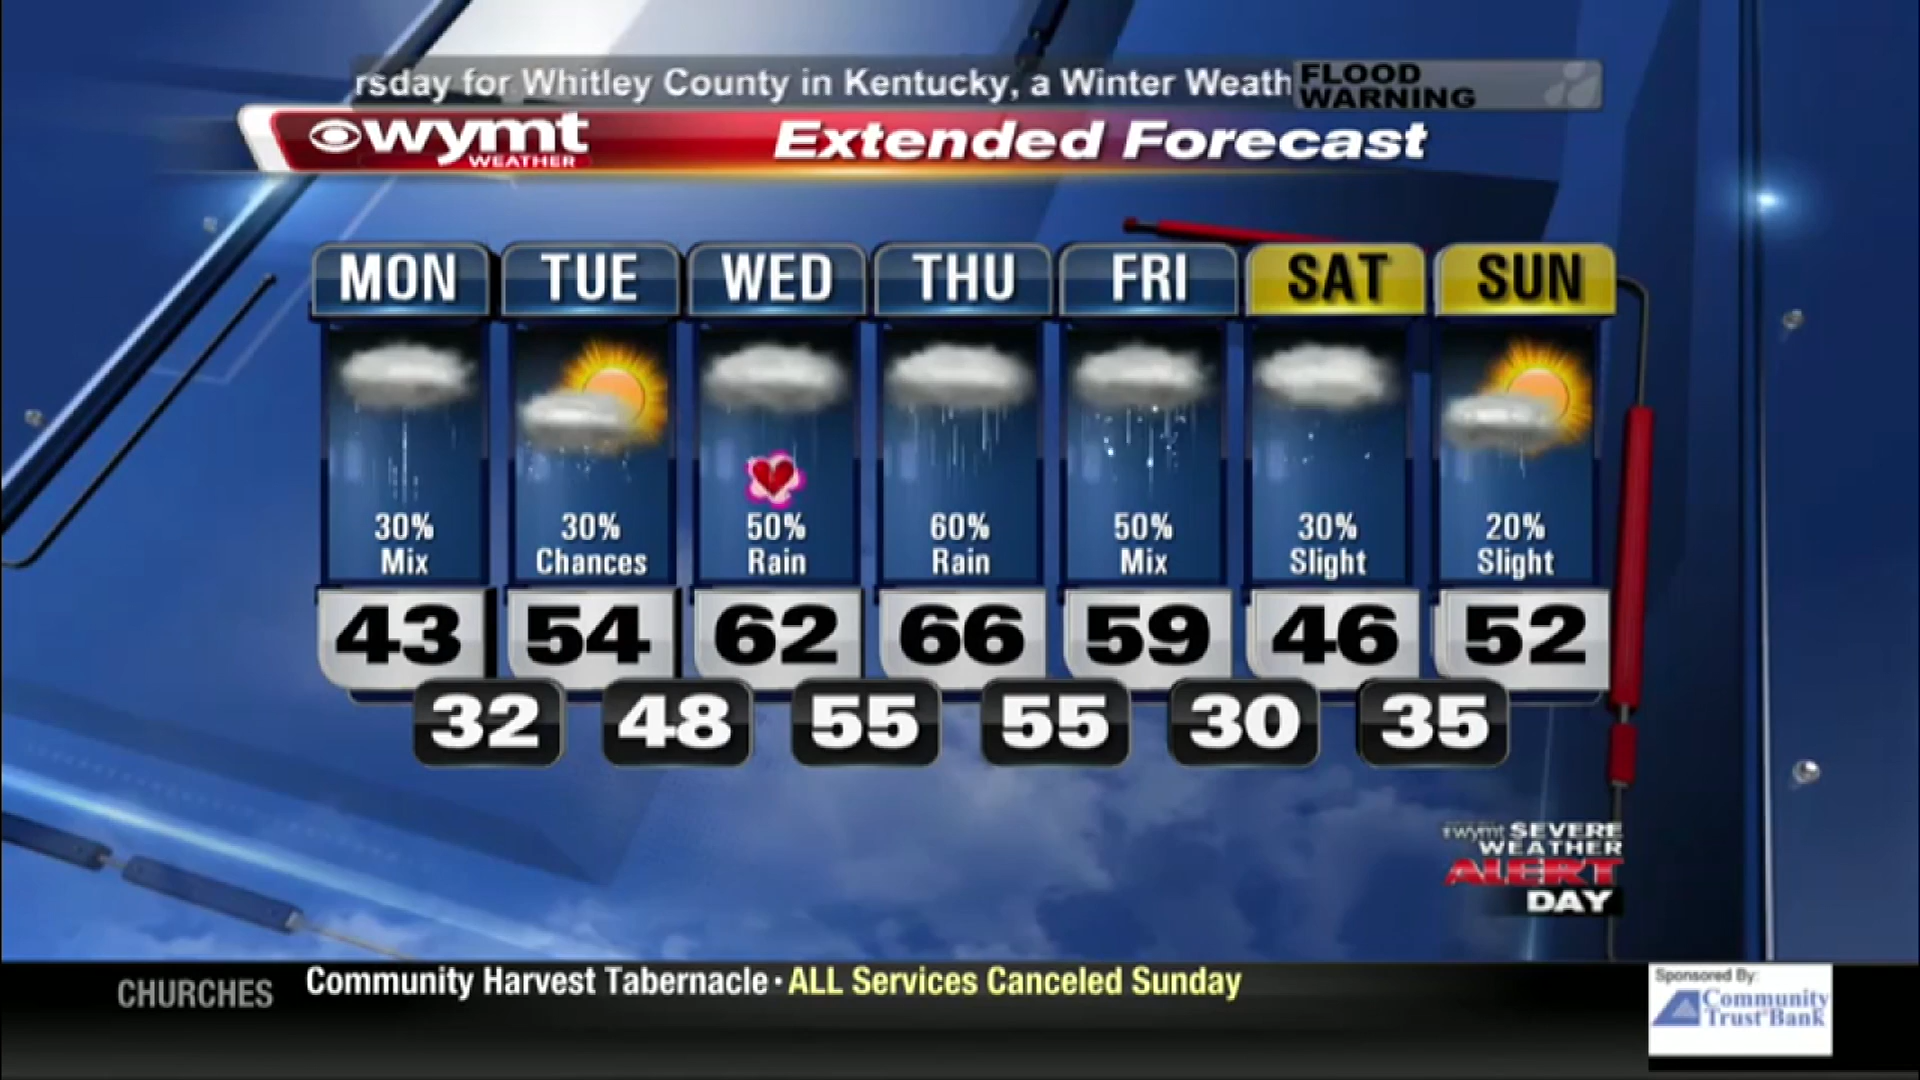 rsday for Whitley County in Kentucky, a Winter Weath
FLOOD
WARNING
wymt
WEATHER
Extended Forecast
MON TUE WED THU FRI SAT SUN
30% 30% 50% 60% 50% 30% 20%
Mix Chances Rain Rain Mix Slight Slight
43 54 62 66 59 46 52
32 48 55 55 30 35
wymt SEVERE
WEATHER
ALERT
DAY
CHURCHES
Community Harvest Tabernacle · ALL Services Canceled Sunday
Sponsored By:
Community
Trust Bank